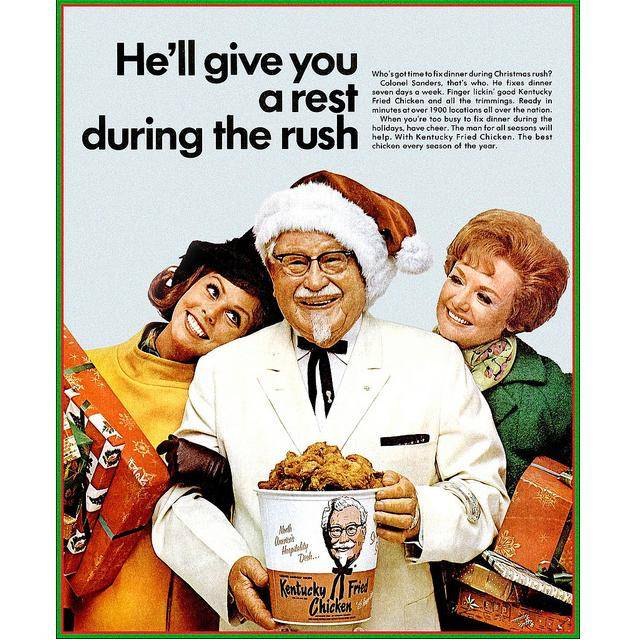 He'll give you
a rest
during the rush
Who's got time to fix dinner during Christmas rush?
Colonel Sanders, that's who. He fixes dinner
seven days a week. Finger lickin' good Kentucky
Fried Chicken and all the trimmings. Ready in
minutes at over 1900 locations all over the nation.
When you're too busy to fix dinner during the
holidays, have cheer. The man for all seasons will
help. With Kentucky Fried Chicken. The best
chicken every season of the year.
North
America's
Hospitality
Dish...
Kentucky Fried
Chicken